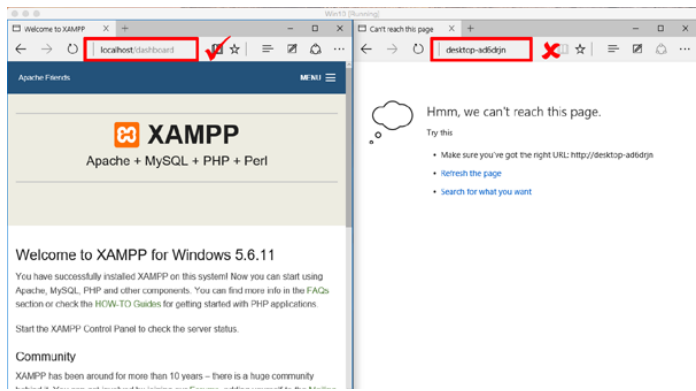 Win10 [Running]
Welcome to XAMPP
localhost/dashboard
Apache Friends
MENU
XAMPP
Apache + MySQL + PHP + Perl
Welcome to XAMPP for Windows 5.6.11
You have successfully installed XAMPP on this system! Now you can start using
Apache, MySQL, PHP and other components. You can find more info in the FAQs
section or check the HOW-TO Guides for getting started with PHP applications.
Start the XAMPP Control Panel to check the server status.
Community
XAMPP has been around for more than 10 years – there is a huge community
Can't reach this page
desktop-ad6drjn
Hmm, we can't reach this page.
Try this
• Make sure you've got the right URL: http://desktop-ad6drjn
• Refresh the page
• Search for what you want